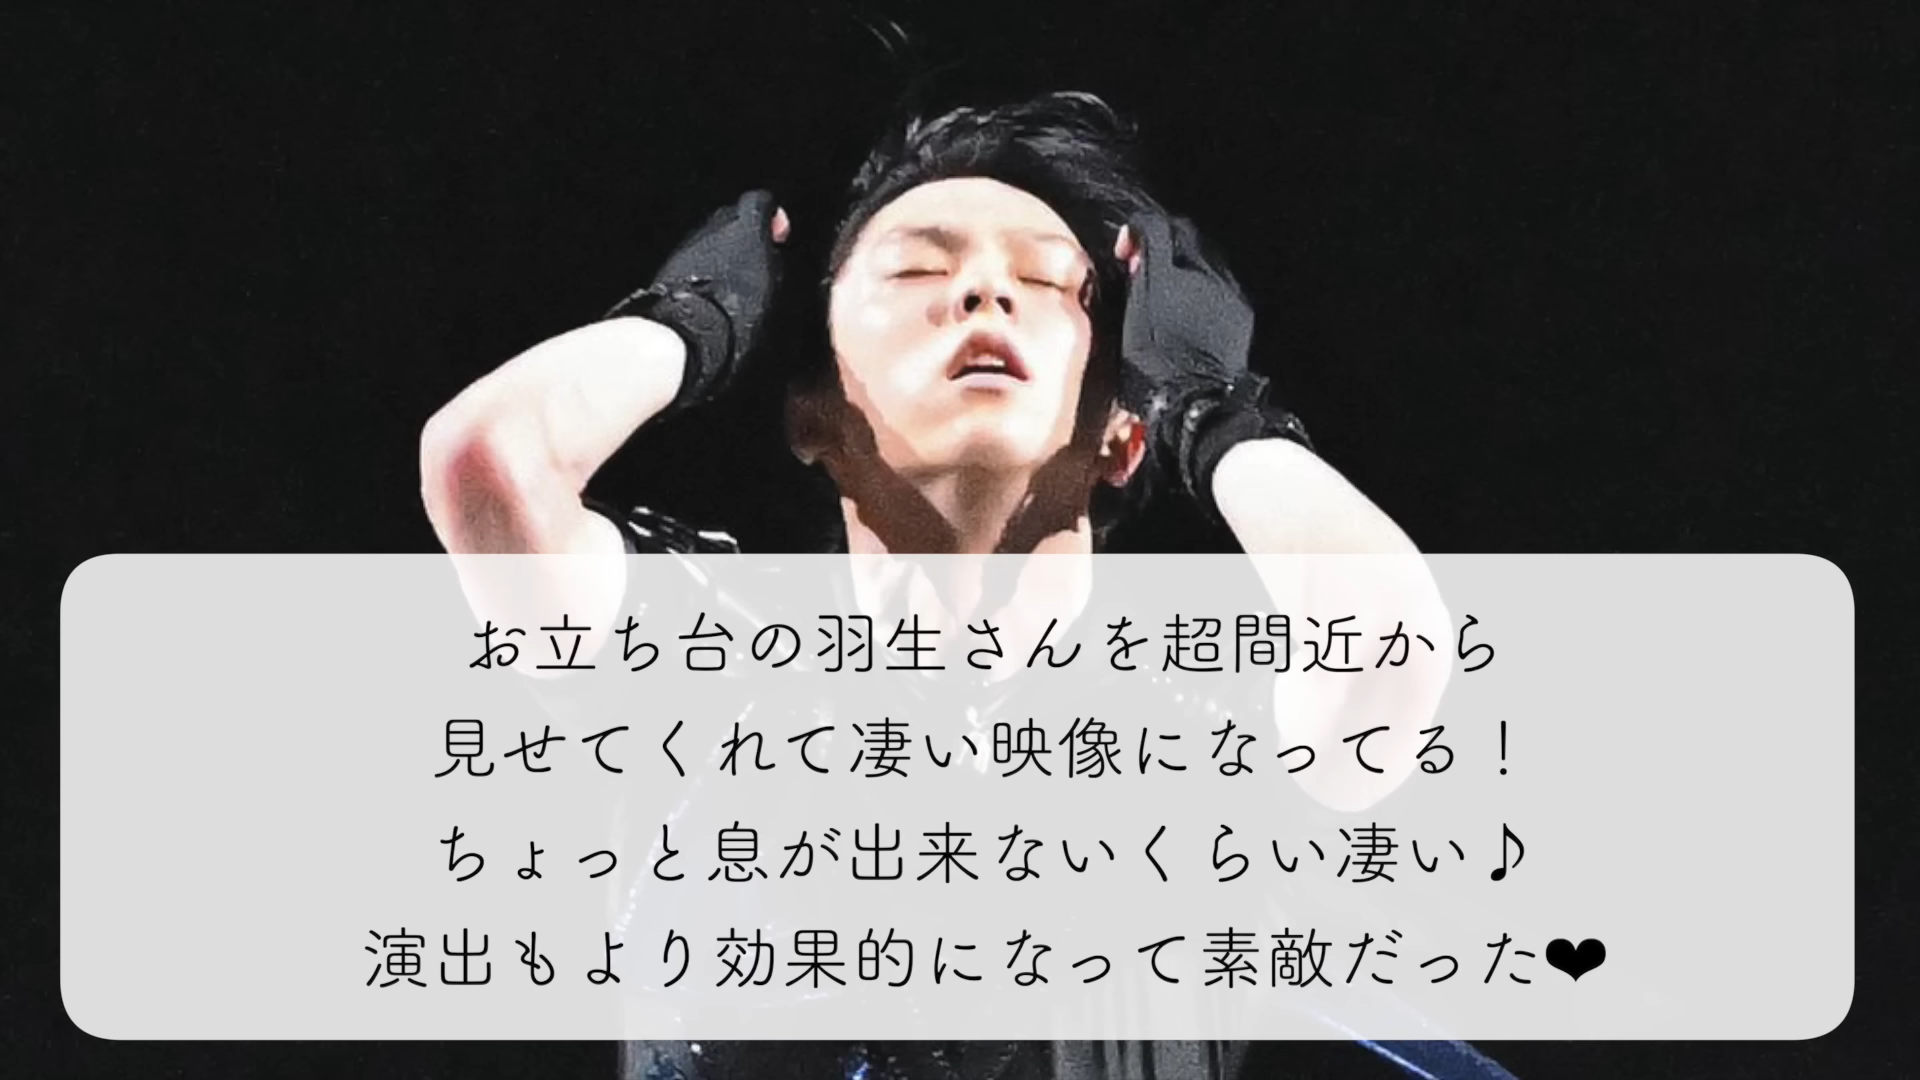 お立ち台の羽生さんを超間近から
見せてくれて凄い映像になってる！
ちょっと息が出来ないくらい凄い♪
演出もより効果的になって素敵だった❤